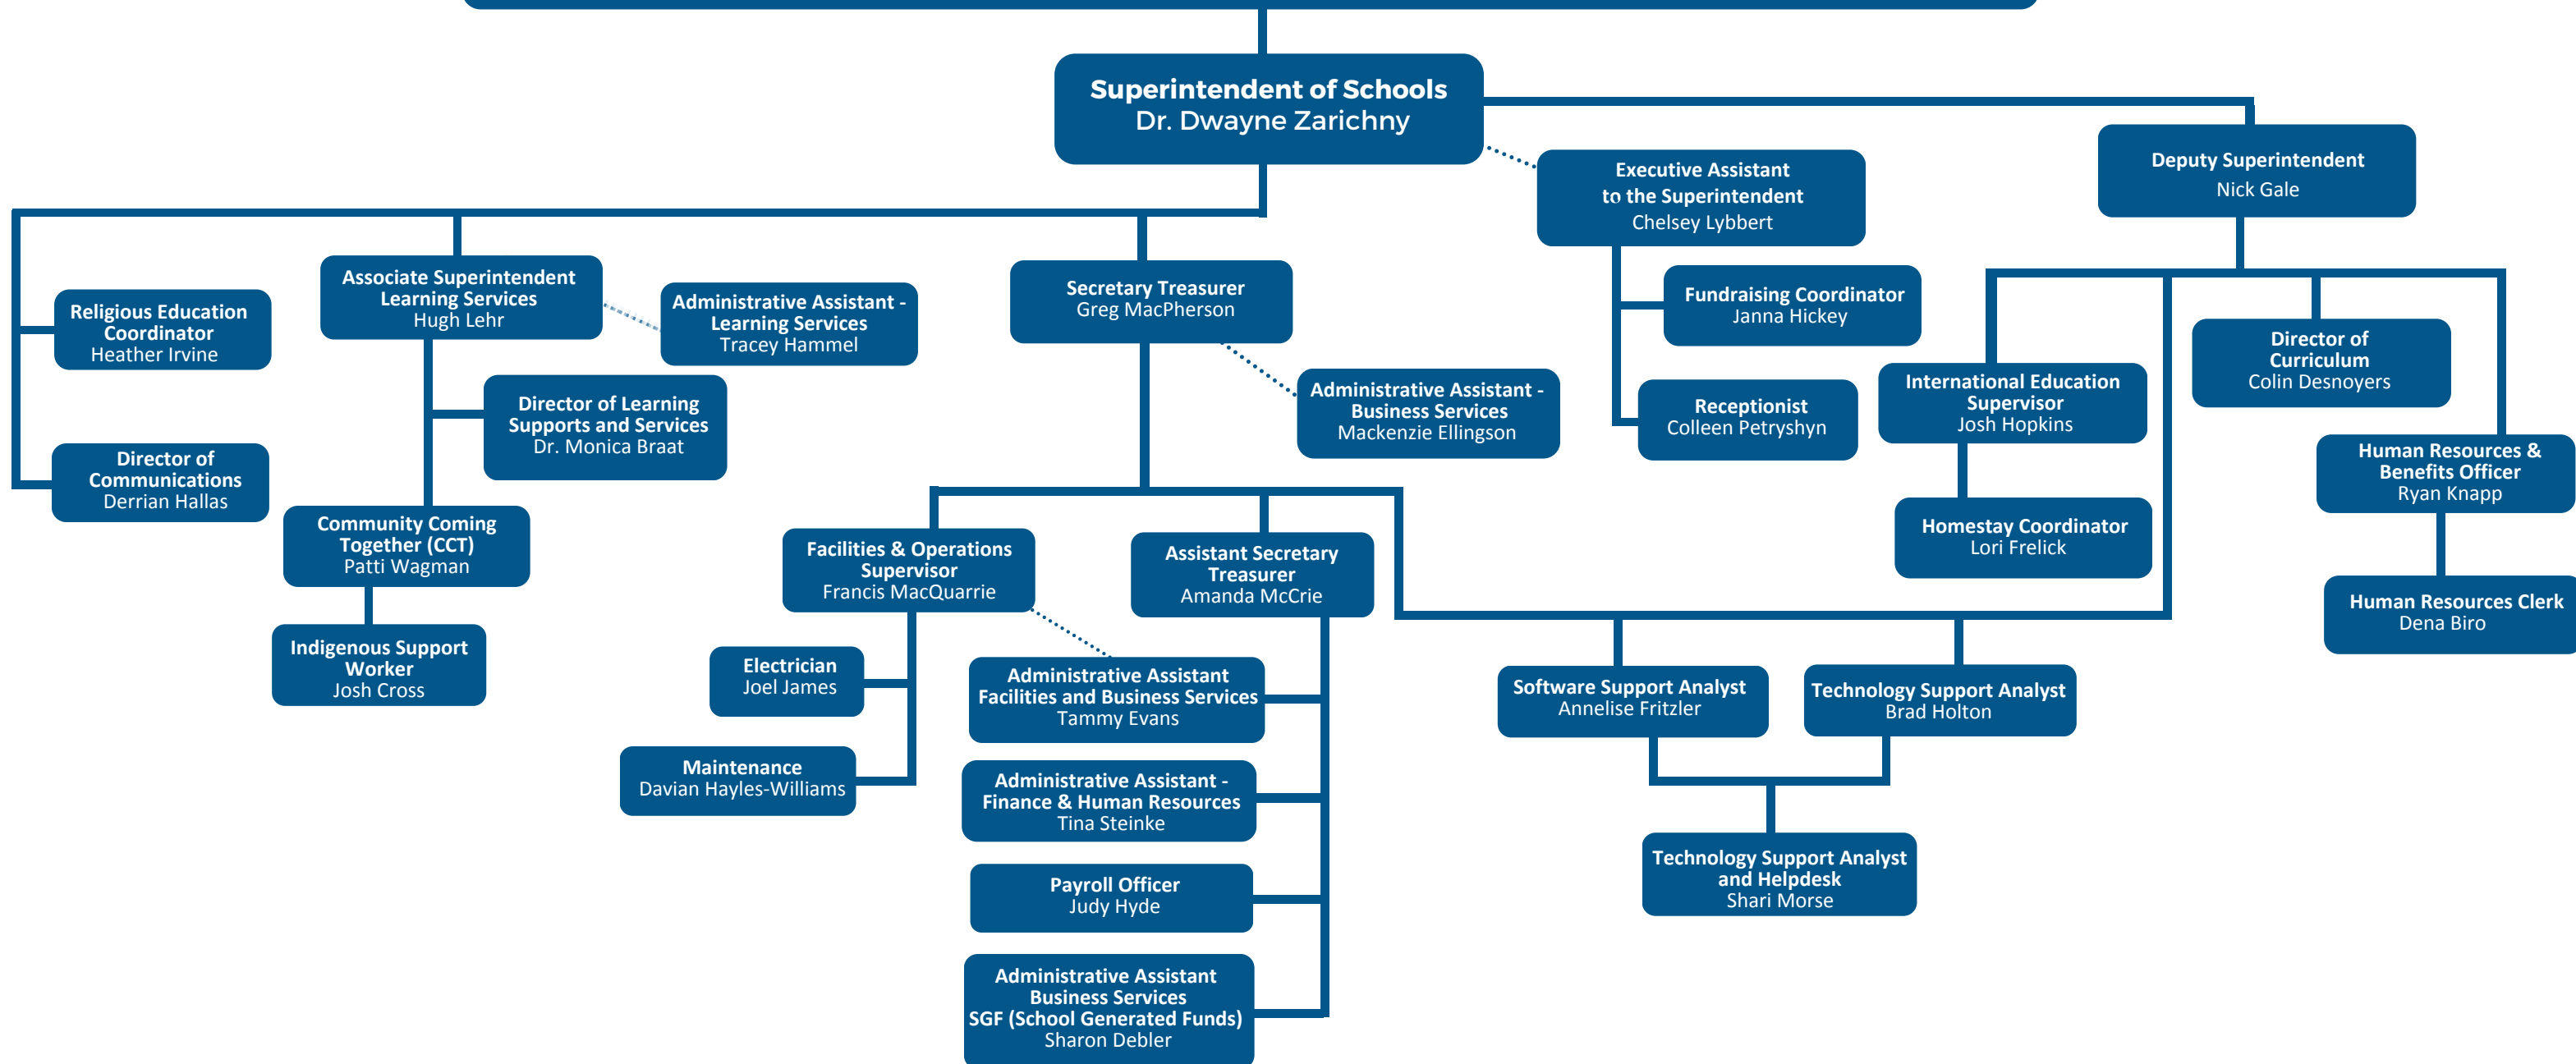 Superintendent of Schools
Dr. Dwayne Zarichny
Deputy Superintendent
Nick Gale
Executive Assistant
to the Superintendent
Chelsey Lybbert
Associate Superintendent
Learning Services
Hugh Lehr
Administrative Assistant -
Learning Services
Tracey Hammel
Secretary Treasurer
Greg MacPherson
Fundraising Coordinator
Janna Hickey
Religious Education
Coordinator
Heather Irvine
Director of
Curriculum
Colin Desnoyers
Director of Learning
Supports and Services
Dr. Monica Braat
Administrative Assistant -
Business Services
Mackenzie Ellingson
Receptionist
Colleen Petryshyn
International Education
Supervisor
Josh Hopkins
Human Resources &
Benefits Officer
Ryan Knapp
Director of
Communications
Derrian Hallas
Community Coming
Together (CCT)
Patti Wagman
Homestay Coordinator
Lori Frelick
Facilities & Operations
Supervisor
Francis MacQuarrie
Assistant Secretary
Treasurer
Amanda McCrie
Human Resources Clerk
Dena Biro
Indigenous Support
Worker
Josh Cross
Electrician
Joel James
Administrative Assistant
Facilities and Business Services
Tammy Evans
Software Support Analyst
Annelise Fritzler
Technology Support Analyst
Brad Holton
Maintenance
Davian Hayles-Williams
Administrative Assistant -
Finance & Human Resources
Tina Steinke
Technology Support Analyst
and Helpdesk
Shari Morse
Payroll Officer
Judy Hyde
Administrative Assistant
Business Services
SGF (School Generated Funds)
Sharon Debler